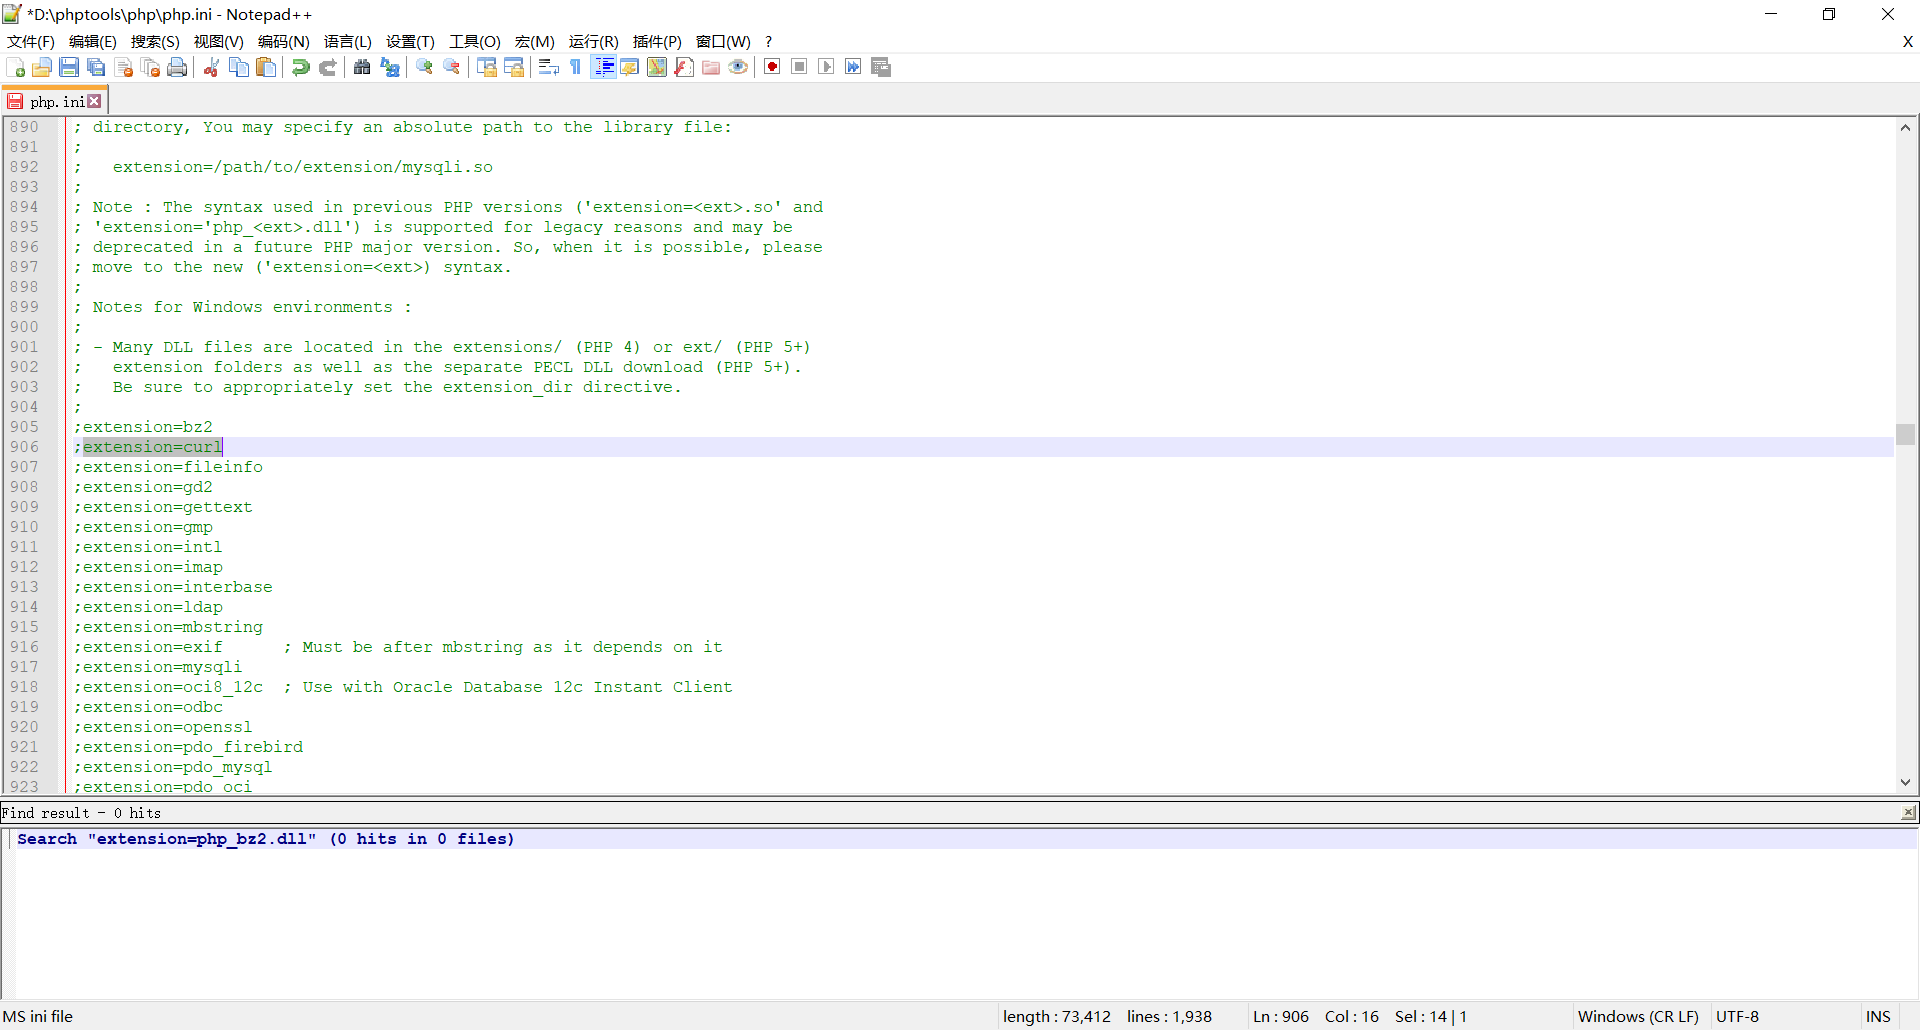 *D:\phptools\php\php.ini - Notepad++
文件(F) 编辑(E) 搜索(S) 视图(V) 编码(N) 语言(L) 设置(T) 工具(O) 宏(M) 运行(R) 插件(P) 窗口(W) ? X
php.ini
890 ; directory, You may specify an absolute path to the library file:
891 ;
892 ;   extension=/path/to/extension/mysqli.so
893 ;
894 ; Note : The syntax used in previous PHP versions ('extension=<ext>.so' and
895 ; 'extension='php_<ext>.dll') is supported for legacy reasons and may be
896 ; deprecated in a future PHP major version. So, when it is possible, please
897 ; move to the new ('extension=<ext>) syntax.
898 ;
899 ; Notes for Windows environments :
900 ;
901 ; - Many DLL files are located in the extensions/ (PHP 4) or ext/ (PHP 5+)
902 ;   extension folders as well as the separate PECL DLL download (PHP 5+).
903 ;   Be sure to appropriately set the extension_dir directive.
904 ;
905 ;extension=bz2
906 ;extension=curl
907 ;extension=fileinfo
908 ;extension=gd2
909 ;extension=gettext
910 ;extension=gmp
911 ;extension=intl
912 ;extension=imap
913 ;extension=interbase
914 ;extension=ldap
915 ;extension=mbstring
916 ;extension=exif      ; Must be after mbstring as it depends on it
917 ;extension=mysqli
918 ;extension=oci8_12c  ; Use with Oracle Database 12c Instant Client
919 ;extension=odbc
920 ;extension=openssl
921 ;extension=pdo_firebird
922 ;extension=pdo_mysql
923 ;extension=pdo_oci
Find result - 0 hits
Search "extension=php_bz2.dll" (0 hits in 0 files)
MS ini file length : 73,412 lines : 1,938 Ln : 906 Col : 16 Sel : 14 | 1 Windows (CR LF) UTF-8 INS